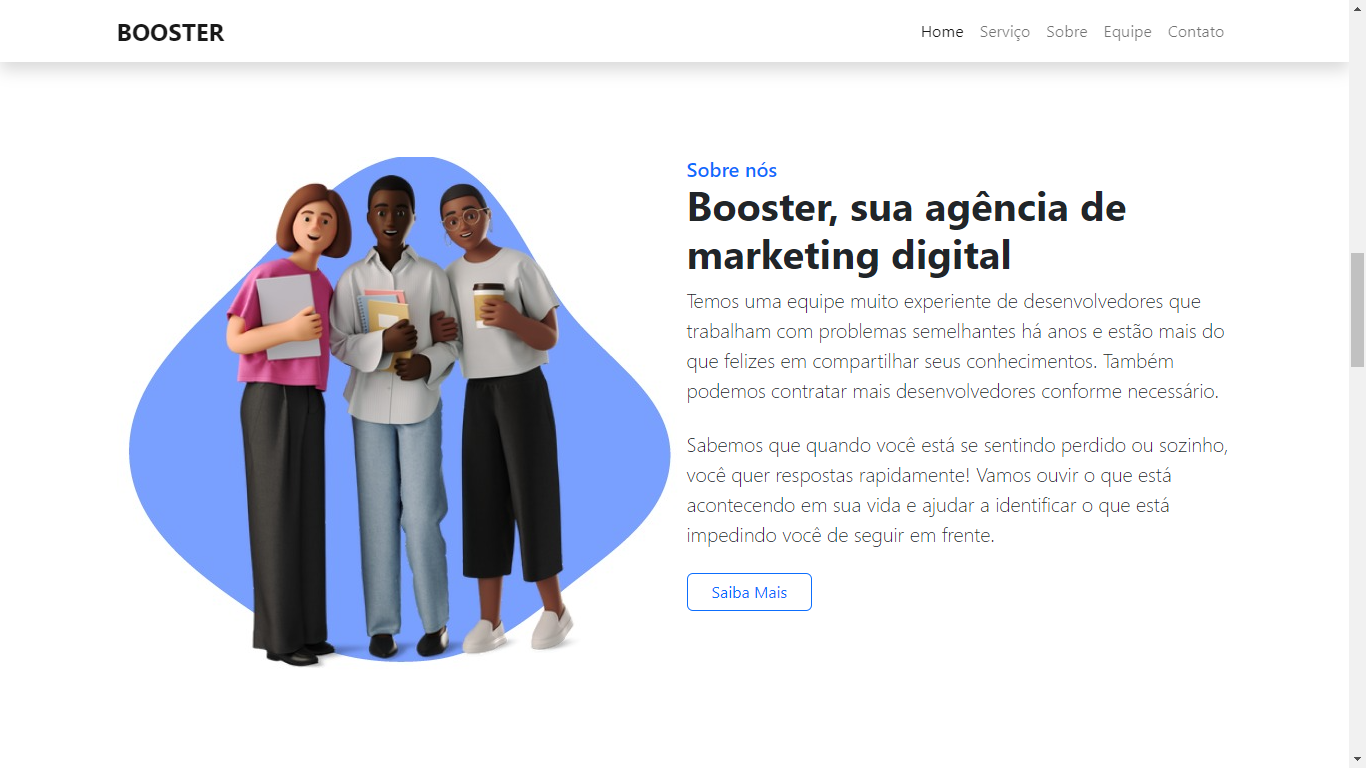 BOOSTER
Home Serviço Sobre Equipe Contato
Sobre nós
Booster, sua agência de
marketing digital
Temos uma equipe muito experiente de desenvolvedores que
trabalham com problemas semelhantes há anos e estão mais do
que felizes em compartilhar seus conhecimentos. Também
podemos contratar mais desenvolvedores conforme necessário.
Sabemos que quando você está se sentindo perdido ou sozinho,
você quer respostas rapidamente! Vamos ouvir o que está
acontecendo em sua vida e ajudar a identificar o que está
impedindo você de seguir em frente.
Saiba Mais